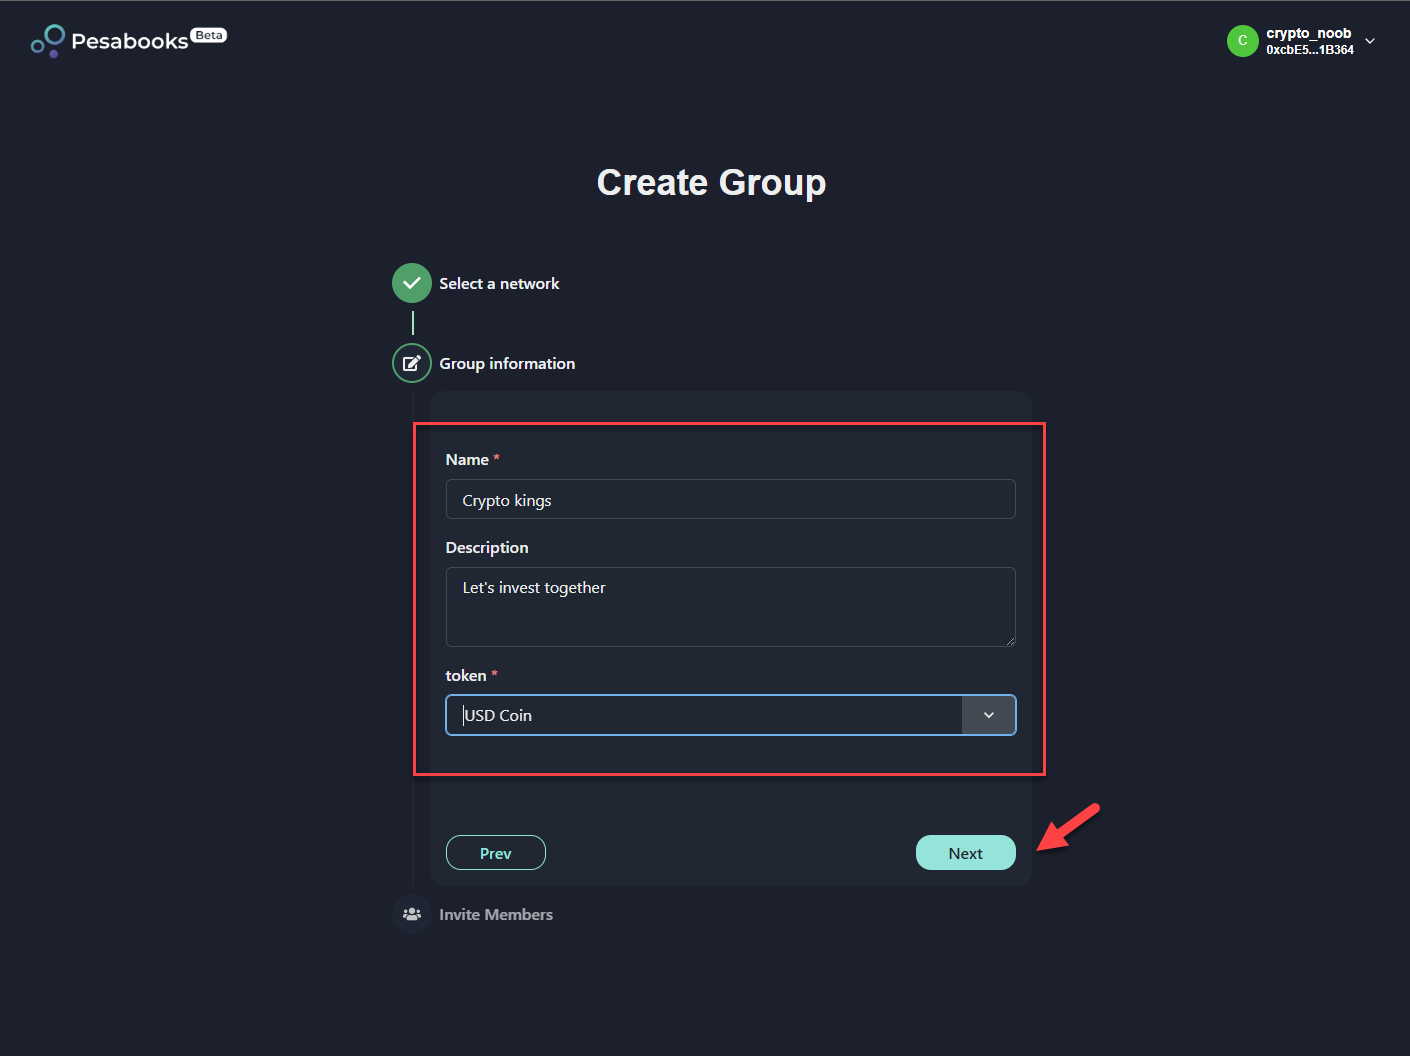 Pesabooks Beta
C
crypto_noob
0xcbE5...1B364
Create Group
Select a network
Group information
Name *
Crypto kings
Description
Let's invest together
token *
USD Coin
Prev
Next
Invite Members